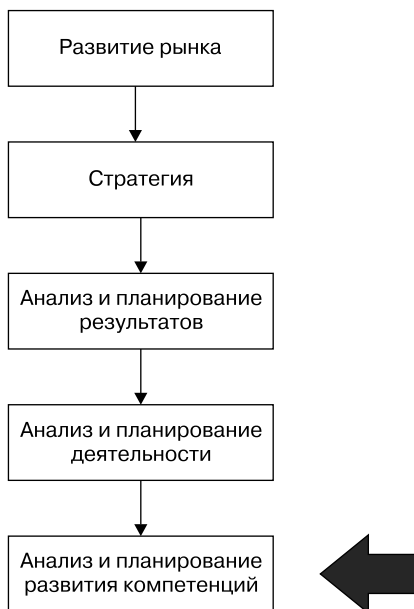 Развитие рынка
Стратегия
Анализ и планирование
результатов
Анализ и планирование
деятельности
Анализ и планирование
развития компетенций